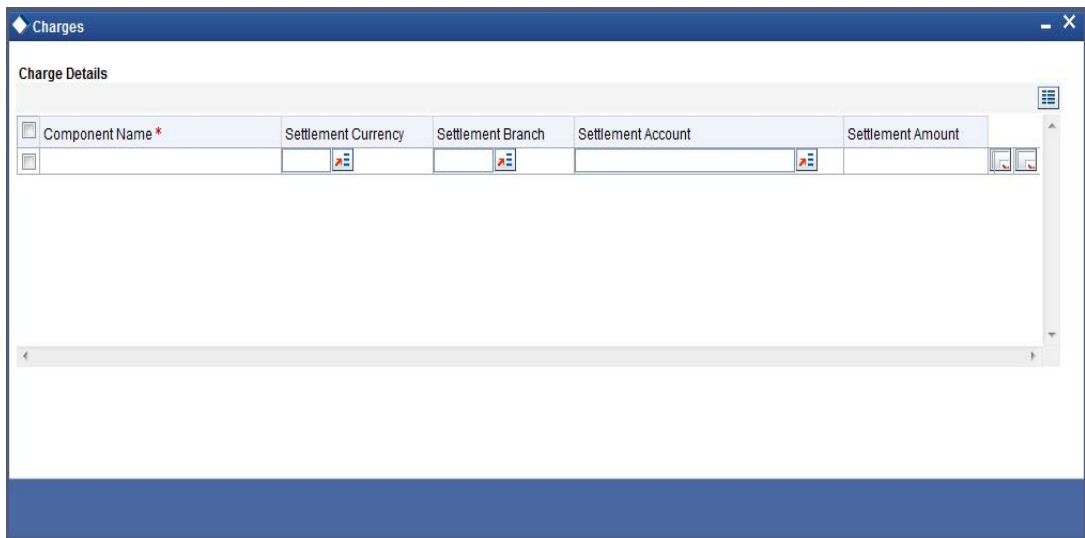 Charges
Charge Details
Component Name * Settlement Currency Settlement Branch Settlement Account Settlement Amount